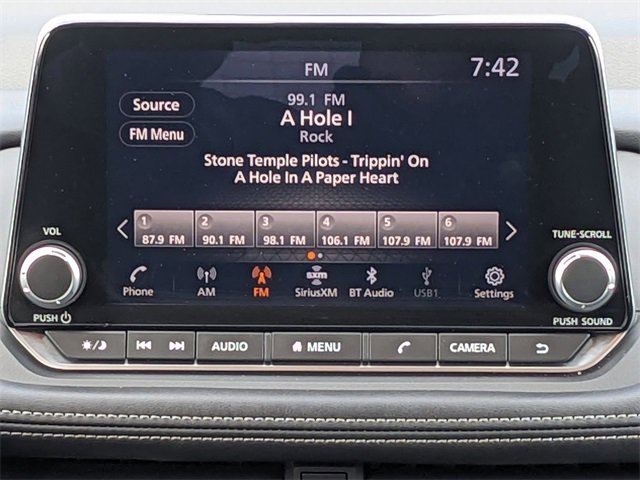 FM 7:42
Source
FM Menu
99.1 FM
A Hole I
Rock
Stone Temple Pilots - Trippin' On
A Hole In A Paper Heart
1 2 3 4 5 6
87.9 FM 90.1 FM 98.1 FM 106.1 FM 107.9 FM 107.9 FM
VOL
TUNE-SCROLL
Phone AM FM SiriusXM BT Audio USB1 Settings
sxm
PUSH
PUSH SOUND
AUDIO MENU CAMERA